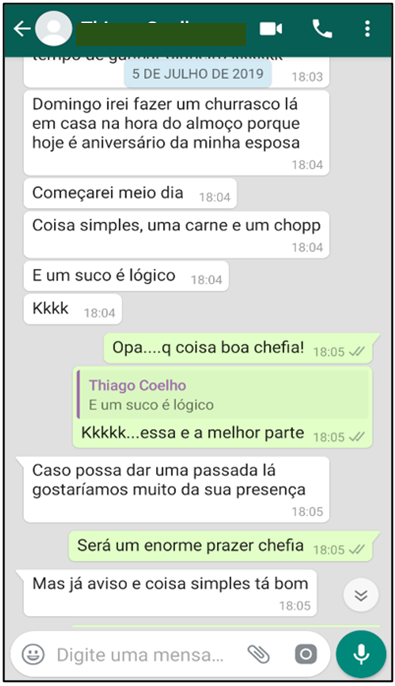 Thiago Coelho
tempo de ganhar
5 DE JULHO DE 2019
18:03
Domingo irei fazer um churrasco lá
em casa na hora do almoço porque
hoje é aniversário da minha esposa
18:04
Começarei meio dia 18:04
Coisa simples, uma carne e um chopp
18:04
E um suco é lógico 18:04
Kkkk 18:04
Opa....q coisa boa chefia! 18:05
Thiago Coelho
E um suco é lógico
Kkkkk...essa e a melhor parte 18:05
Caso possa dar uma passada lá
gostaríamos muito da sua presença
18:05
Será um enorme prazer chefia 18:05
Mas já aviso e coisa simples tá bom
18:05
Digite uma mensa...